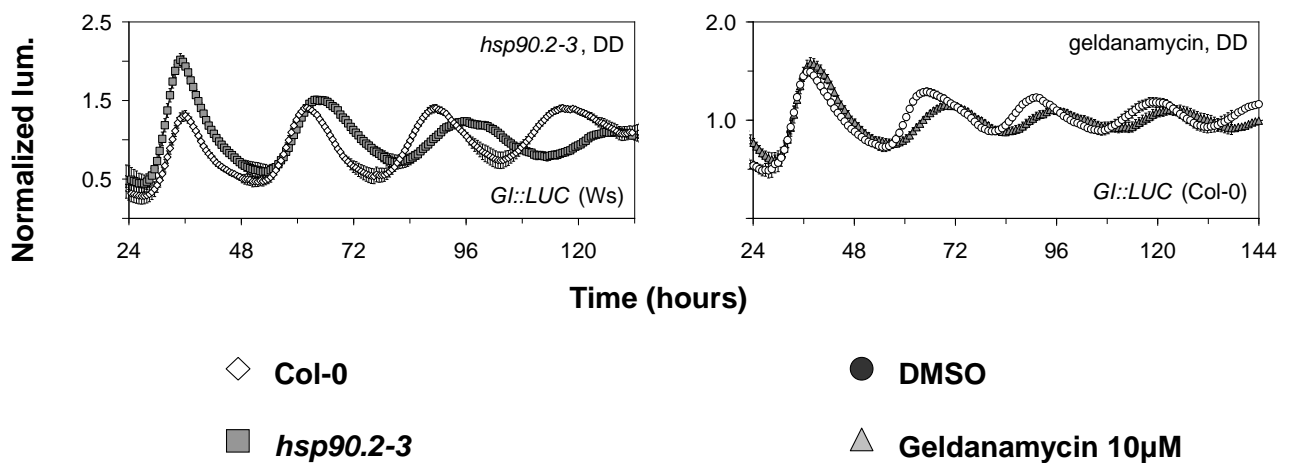 Normalized lum.
2.5
1.5
0.5
hsp90.2-3, DD
GI::LUC (Ws)
24 48 72 96 120
2.0
1.0
geldanamycin, DD
GI::LUC (Col-0)
24 48 72 96 120 144
Time (hours)
Col-0
hsp90.2-3
DMSO
Geldanamycin 10µM